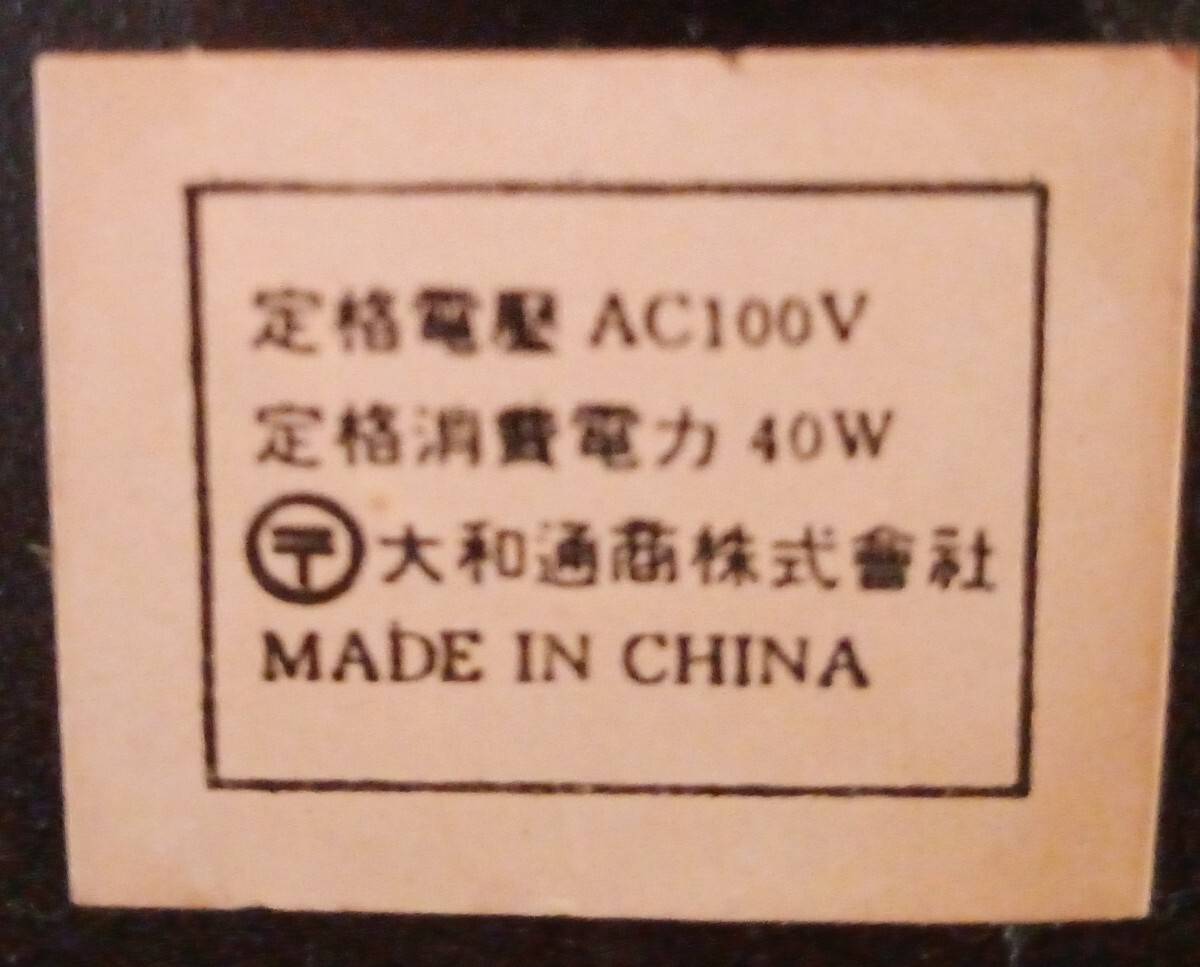 定格電壓 AC100V
定格消費電力 40W
〶大和通商株式會社
MADE IN CHINA